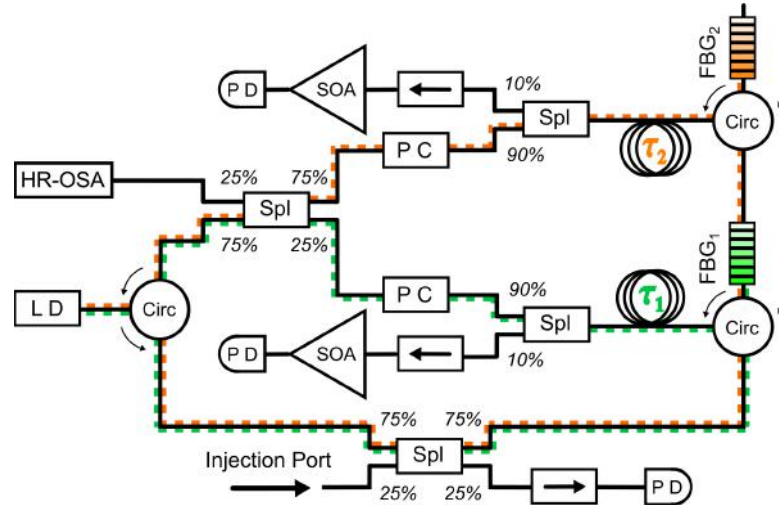 FBG2
P D
SOA
10%
Spl
Circ
P C
90%
τ2
HR-OSA
25%
75%
Spl
75%
25%
FBG1
L D
Circ
P C
90%
Spl
τ1
Circ
P D
SOA
10%
75%
75%
Spl
Injection Port
25%
25%
P D